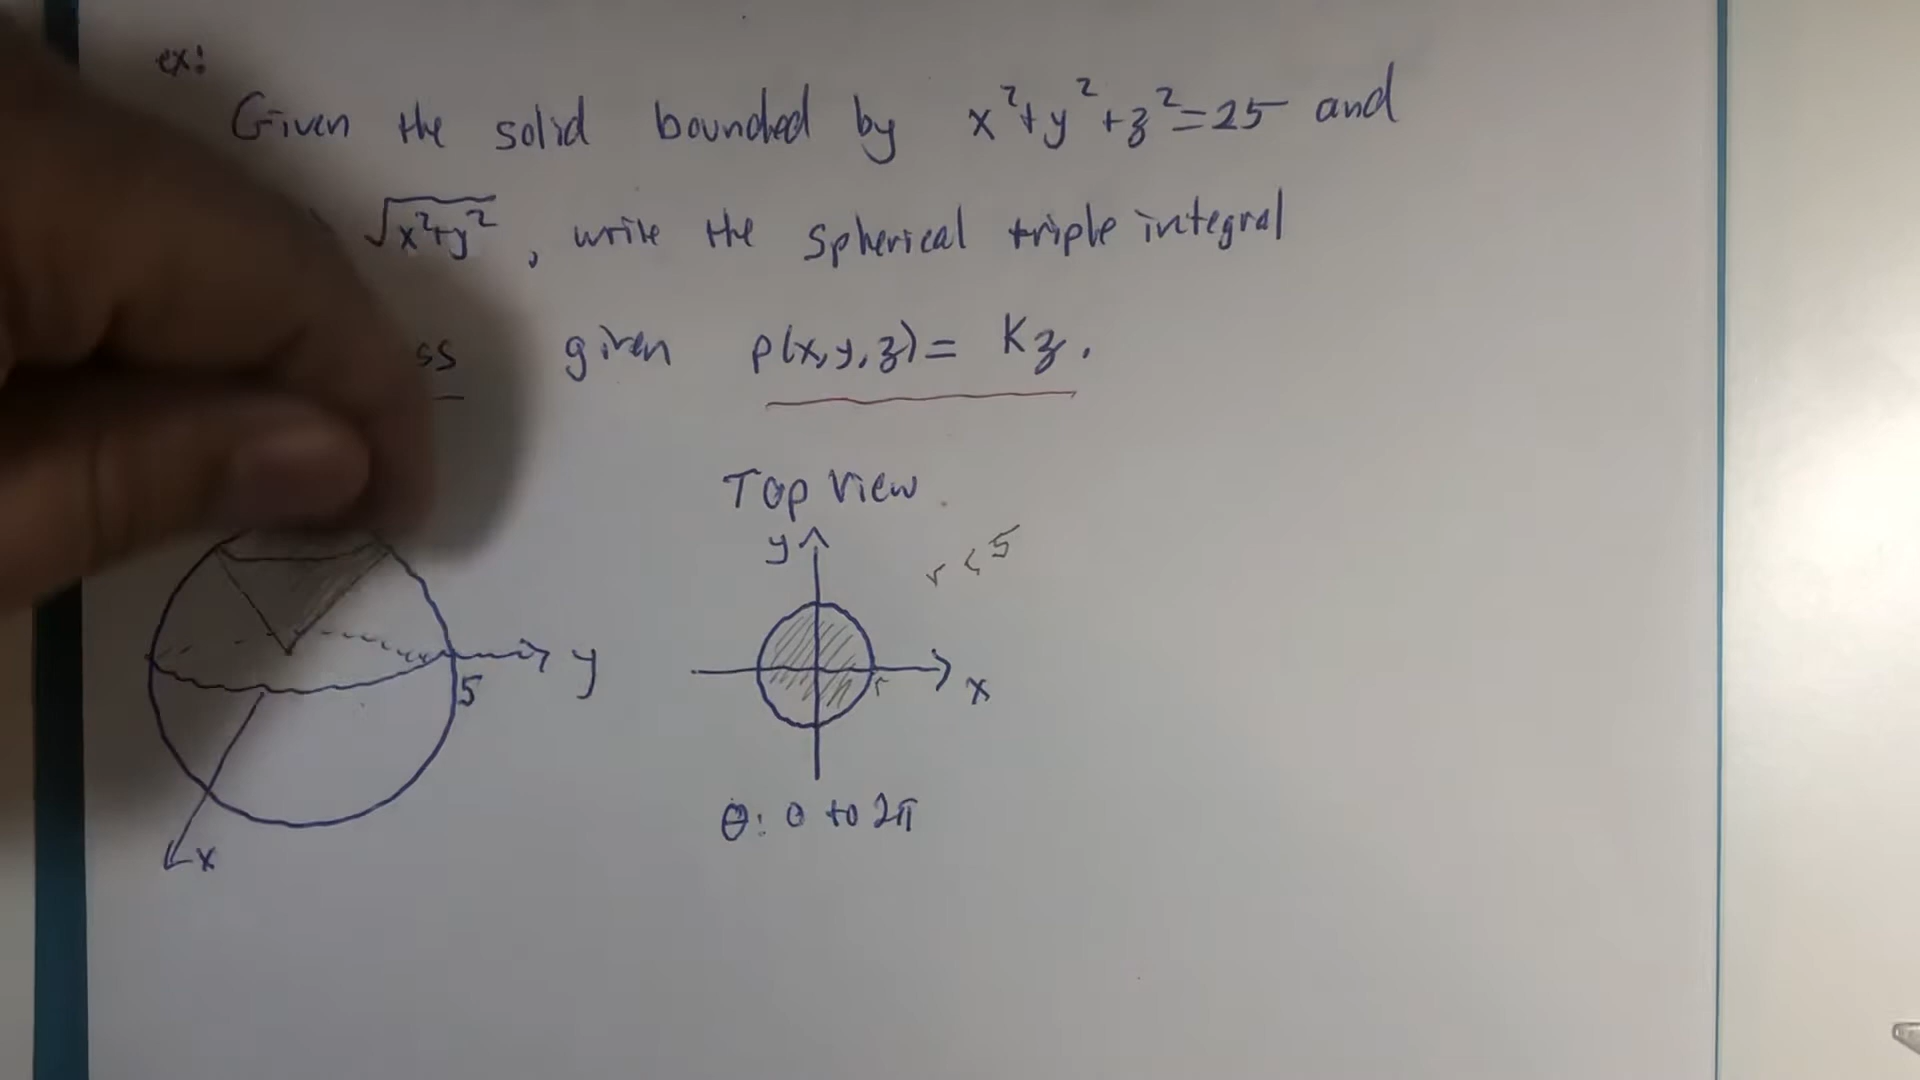 ex:
Given the solid bounded by x²+y²+z²=25 and
√x²+y², write the spherical triple integral
ss given ρ(x,y,z)= Kz.
Top View
y
r < 5
y
5
r
x
θ: 0 to 2π
x